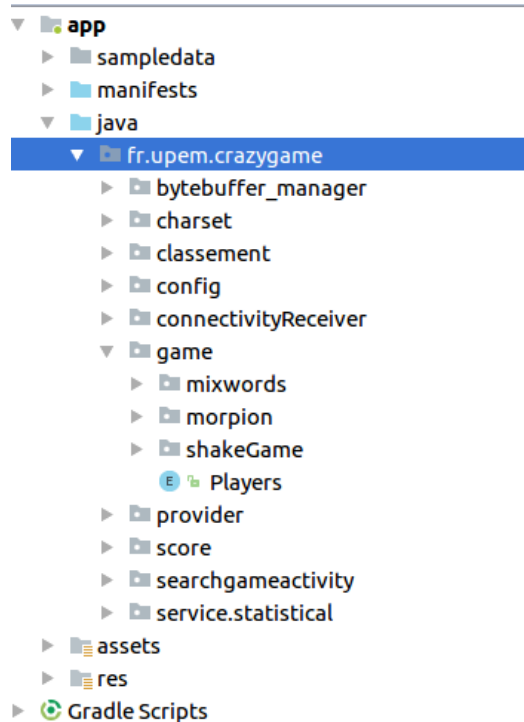 app
sampledata
manifests
java
fr.upem.crazygame
bytebuffer_manager
charset
classement
config
connectivityReceiver
game
mixwords
morpion
shakeGame
E Players
provider
score
searchgameactivity
service.statistical
assets
res
Gradle Scripts